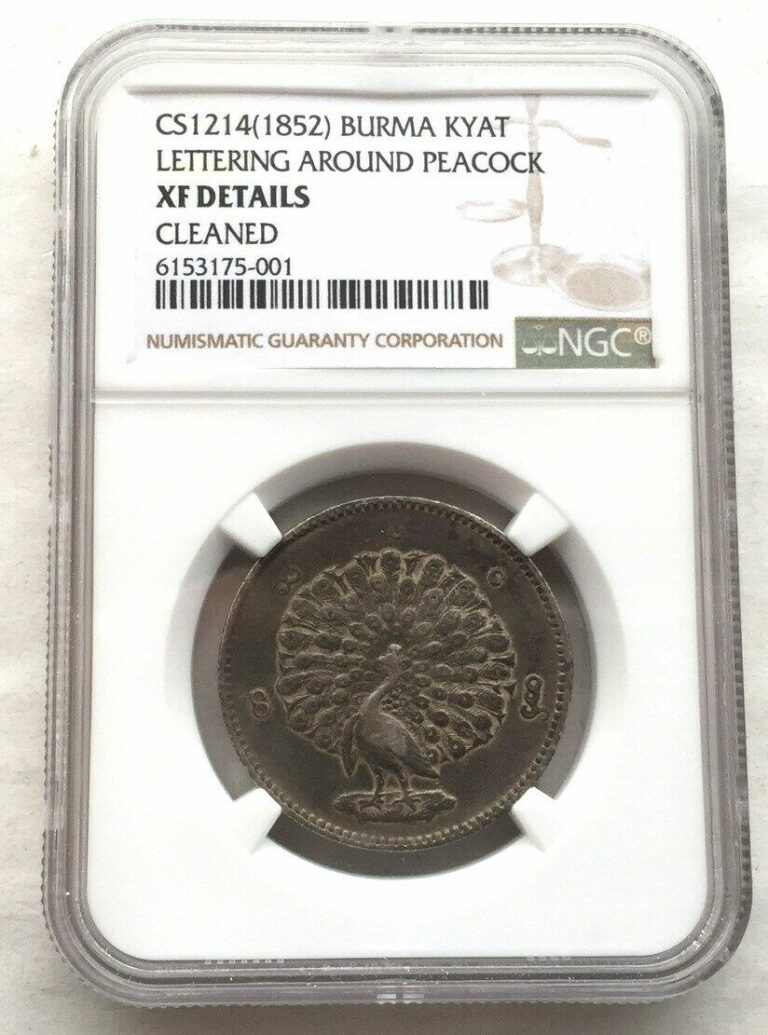 CS1214(1852) BURMA KYAT
LETTERING AROUND PEACOCK
XF DETAILS
CLEANED
6153175-001
NUMISMATIC GUARANTY CORPORATION NGC®